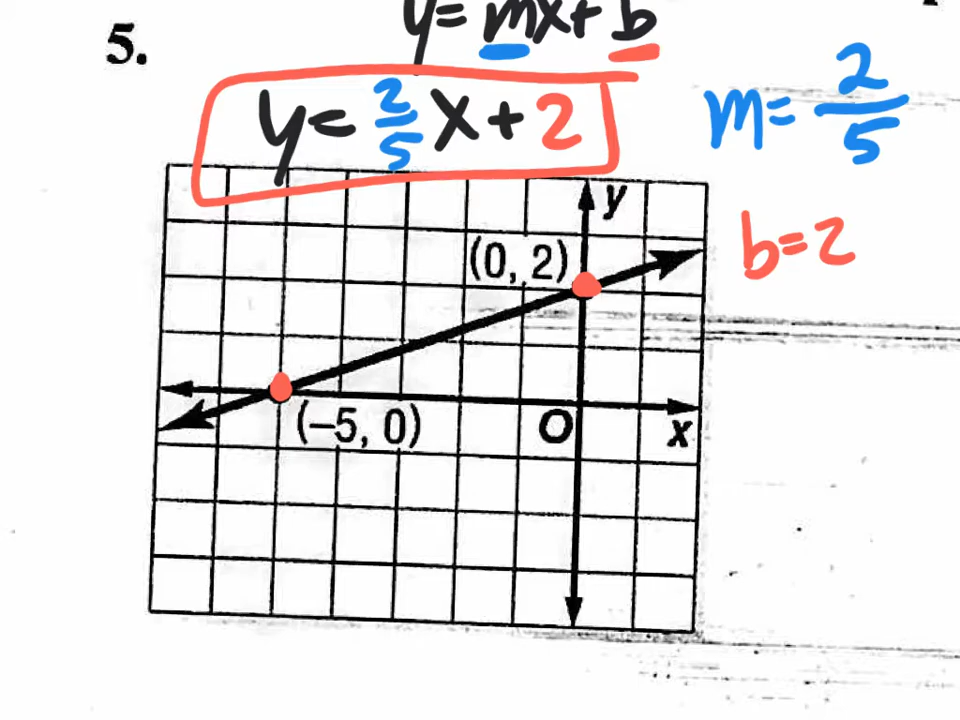 y = mx + b
5.
y = 2/5 x + 2
m = 2/5
y
(0, 2)
b = 2
(–5, 0)
O
x